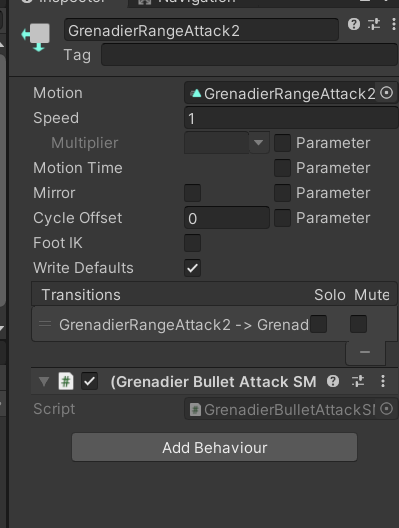 Inspector
Navigation
GrenadierRangeAttack2
Tag
Motion GrenadierRangeAttack2
Speed 1
Multiplier Parameter
Motion Time Parameter
Mirror Parameter
Cycle Offset 0 Parameter
Foot IK
Write Defaults
Transitions Solo Mute
GrenadierRangeAttack2 -> Grenad
# (Grenadier Bullet Attack SM
Script GrenadierBulletAttackSI
Add Behaviour